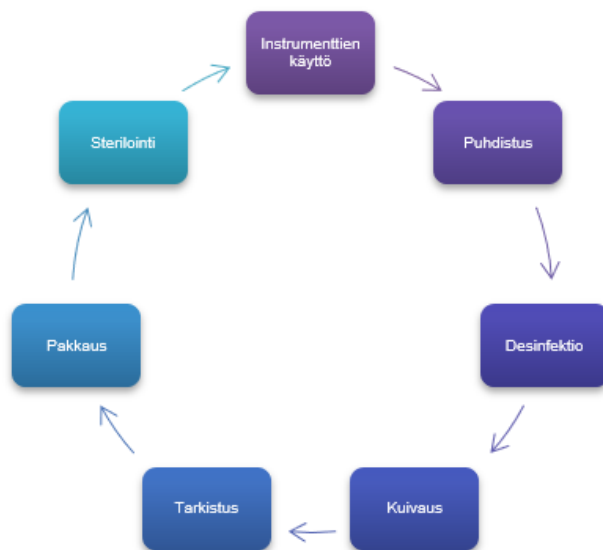 Instrumenttien
käyttö
Puhdistus
Desinfektio
Kuivaus
Tarkistus
Pakkaus
Sterilointi